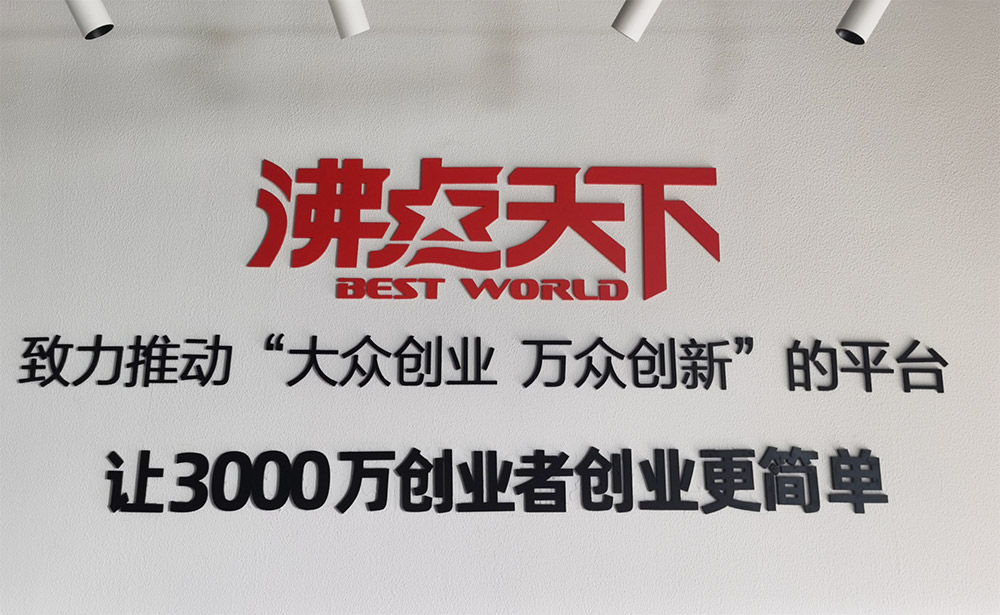 沸点天下
BEST WORLD
致力推动“大众创业 万众创新”的平台
让3000万创业者创业更简单